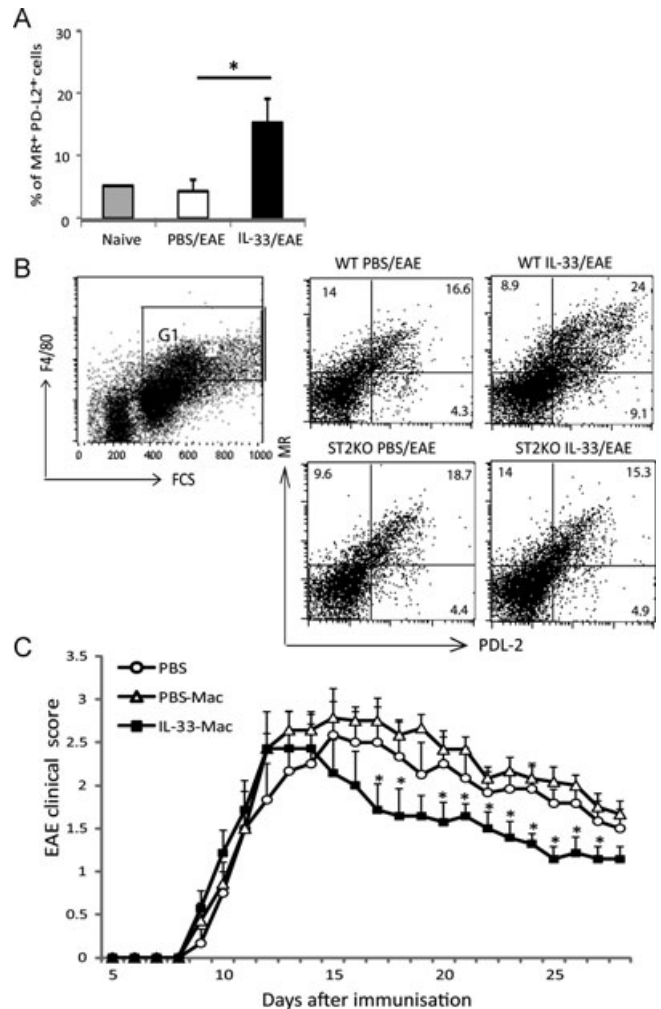 A
30
20
10
0
% of MR+ PD-L2+ cells
*
Naive
PBS/EAE
IL-33/EAE
B
F4/80
G1
0 200 400 600 800 1000
FCS
WT PBS/EAE
14
16.6
4.3
WT IL-33/EAE
8.9
24
9.1
MR
ST2KO PBS/EAE
9.6
18.7
4.4
ST2KO IL-33/EAE
14
15.3
4.9
PDL-2
C
3.5
3
2.5
2
1.5
1
0.5
0
EAE clinical score
PBS
PBS-Mac
IL-33-Mac
* * * * * * * * * *
5 10 15 20 25
Days after immunisation